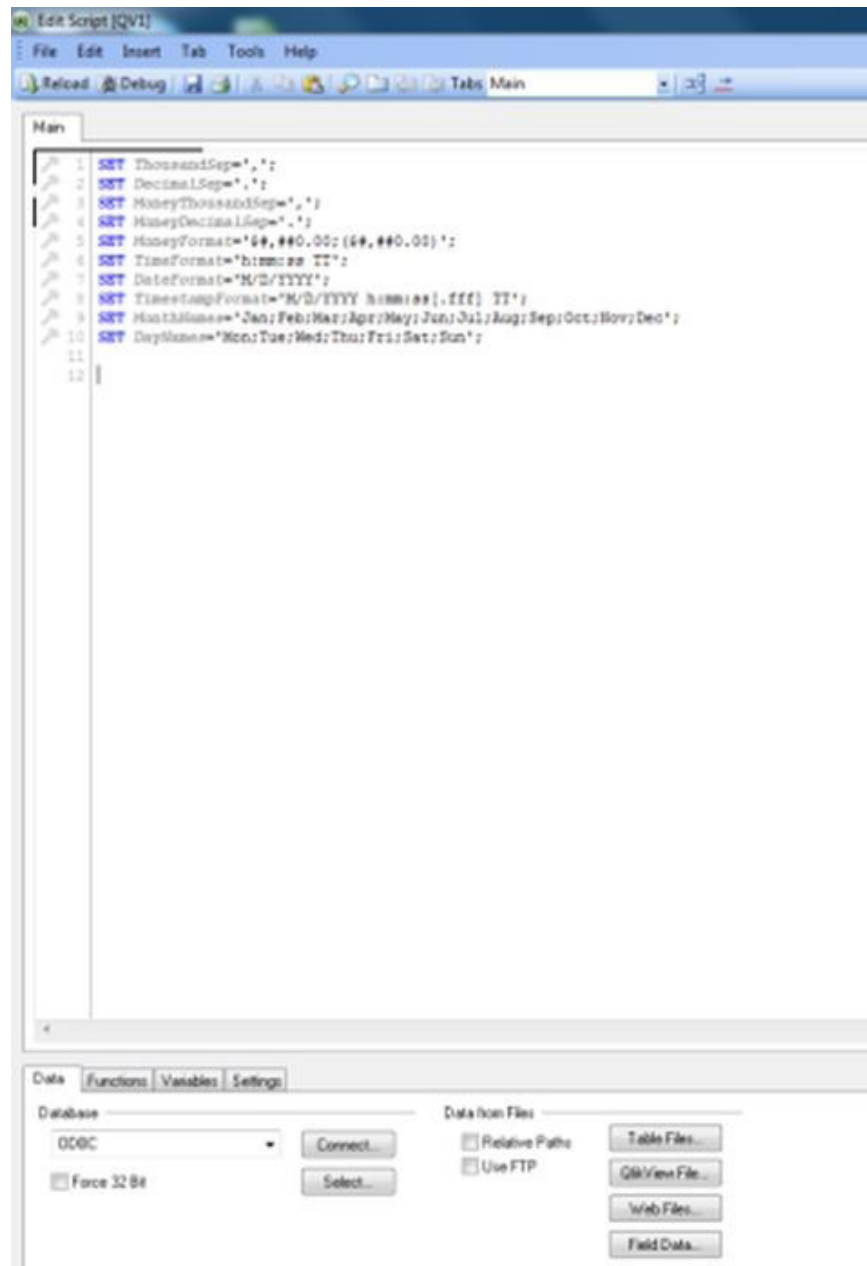 Edit Script [QV1]
File Edit Insert Tab Tools Help
Reload Debug Tabs Main
Main
1 SET ThousandSep=',';
2 SET DecimalSep='.';
3 SET MoneyThousandSep=',';
4 SET MoneyDecimalSep='.';
5 SET MoneyFormat='$#,##0.00;($#,##0.00)';
6 SET TimeFormat='h:mm:ss TT';
7 SET DateFormat='M/D/YYYY';
8 SET TimestampFormat='M/D/YYYY h:mm:ss[.fff] TT';
9 SET MonthNames='Jan;Feb;Mar;Apr;May;Jun;Jul;Aug;Sep;Oct;Nov;Dec';
10 SET DayNames='Mon;Tue;Wed;Thu;Fri;Sat;Sun';
11
12
Data Functions Variables Settings
Database Data from Files
ODBC Connect... Relative Paths Table Files...
Force 32 Bit Select... Use FTP QlikView File...
Web Files...
Field Data...